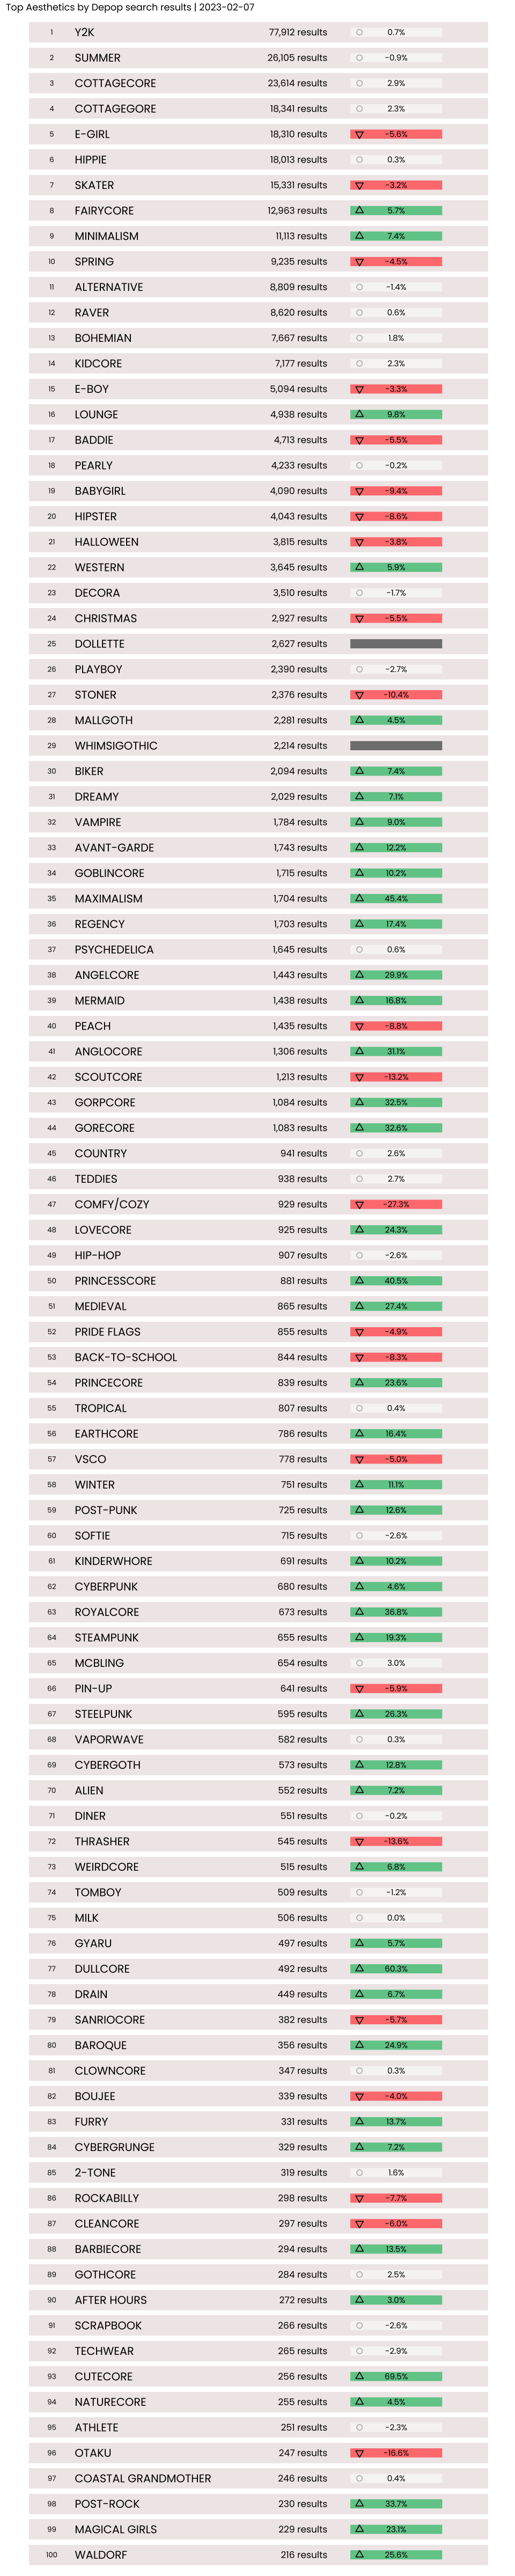 Top Aesthetics by Depop search results | 2023-02-07
1 Y2K 77,912 results 0.7%
2 SUMMER 26,105 results -0.9%
3 COTTAGECORE 23,614 results 2.9%
4 COTTAGEGORE 18,341 results 2.3%
5 E-GIRL 18,310 results -5.6%
6 HIPPIE 18,013 results 0.3%
7 SKATER 15,331 results -3.2%
8 FAIRYCORE 12,963 results 5.7%
9 MINIMALISM 11,113 results 7.4%
10 SPRING 9,235 results -4.5%
11 ALTERNATIVE 8,809 results -1.4%
12 RAVER 8,620 results 0.6%
13 BOHEMIAN 7,667 results 1.8%
14 KIDCORE 7,177 results 2.3%
15 E-BOY 5,094 results -3.3%
16 LOUNGE 4,938 results 9.8%
17 BADDIE 4,713 results -5.5%
18 PEARLY 4,233 results -0.2%
19 BABYGIRL 4,090 results -9.4%
20 HIPSTER 4,043 results -8.6%
21 HALLOWEEN 3,815 results -3.8%
22 WESTERN 3,645 results 5.9%
23 DECORA 3,510 results -1.7%
24 CHRISTMAS 2,927 results -5.5%
25 DOLLETTE 2,627 results
26 PLAYBOY 2,390 results -2.7%
27 STONER 2,376 results -10.4%
28 MALLGOTH 2,281 results 4.5%
29 WHIMSIGOTHIC 2,214 results
30 BIKER 2,094 results 7.4%
31 DREAMY 2,029 results 7.1%
32 VAMPIRE 1,784 results 9.0%
33 AVANT-GARDE 1,743 results 12.2%
34 GOBLINCORE 1,715 results 10.2%
35 MAXIMALISM 1,704 results 45.4%
36 REGENCY 1,703 results 17.4%
37 PSYCHEDELICA 1,645 results 0.6%
38 ANGELCORE 1,443 results 29.9%
39 MERMAID 1,438 results 16.8%
40 PEACH 1,435 results -8.8%
41 ANGLOCORE 1,306 results 31.1%
42 SCOUTCORE 1,213 results -13.2%
43 GORPCORE 1,084 results 32.5%
44 GORECORE 1,083 results 32.6%
45 COUNTRY 941 results 2.6%
46 TEDDIES 938 results 2.7%
47 COMFY/COZY 929 results -27.3%
48 LOVECORE 925 results 24.3%
49 HIP-HOP 907 results -2.6%
50 PRINCESSCORE 881 results 40.5%
51 MEDIEVAL 865 results 27.4%
52 PRIDE FLAGS 855 results -4.9%
53 BACK-TO-SCHOOL 844 results -8.3%
54 PRINCECORE 839 results 23.6%
55 TROPICAL 807 results 0.4%
56 EARTHCORE 786 results 16.4%
57 VSCO 778 results -5.0%
58 WINTER 751 results 11.1%
59 POST-PUNK 725 results 12.6%
60 SOFTIE 715 results -2.6%
61 KINDERWHORE 691 results 10.2%
62 CYBERPUNK 680 results 4.6%
63 ROYALCORE 673 results 36.8%
64 STEAMPUNK 655 results 19.3%
65 MCBLING 654 results 3.0%
66 PIN-UP 641 results -5.9%
67 STEELPUNK 595 results 26.3%
68 VAPORWAVE 582 results 0.3%
69 CYBERGOTH 573 results 12.8%
70 ALIEN 552 results 7.2%
71 DINER 551 results -0.2%
72 THRASHER 545 results -13.6%
73 WEIRDCORE 515 results 6.8%
74 TOMBOY 509 results -1.2%
75 MILK 506 results 0.0%
76 GYARU 497 results 5.7%
77 DULLCORE 492 results 60.3%
78 DRAIN 449 results 6.7%
79 SANRIOCORE 382 results -5.7%
80 BAROQUE 356 results 24.9%
81 CLOWNCORE 347 results 0.3%
82 BOUJEE 339 results -4.0%
83 FURRY 331 results 13.7%
84 CYBERGRUNGE 329 results 7.2%
85 2-TONE 319 results 1.6%
86 ROCKABILLY 298 results -7.7%
87 CLEANCORE 297 results -6.0%
88 BARBIECORE 294 results 13.5%
89 GOTHCORE 284 results 2.5%
90 AFTER HOURS 272 results 3.0%
91 SCRAPBOOK 266 results -2.6%
92 TECHWEAR 265 results -2.9%
93 CUTECORE 256 results 69.5%
94 NATURECORE 255 results 4.5%
95 ATHLETE 251 results -2.3%
96 OTAKU 247 results -16.6%
97 COASTAL GRANDMOTHER 246 results 0.4%
98 POST-ROCK 230 results 33.7%
99 MAGICAL GIRLS 229 results 23.1%
100 WALDORF 216 results 25.6%